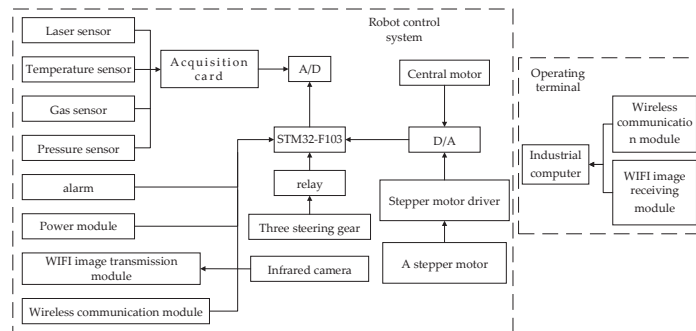 Robot control
system
Laser sensor
Temperature sensor
Gas sensor
Pressure sensor
alarm
Power module
WIFI image transmission
module
Wireless communication module
Acquisition
card
A/D
STM32-F103
relay
Three steering gear
Infrared camera
Central motor
D/A
Stepper motor driver
A stepper motor
Operating
terminal
Industrial
computer
Wireless
communicatio
n module
WIFI image
receiving
module